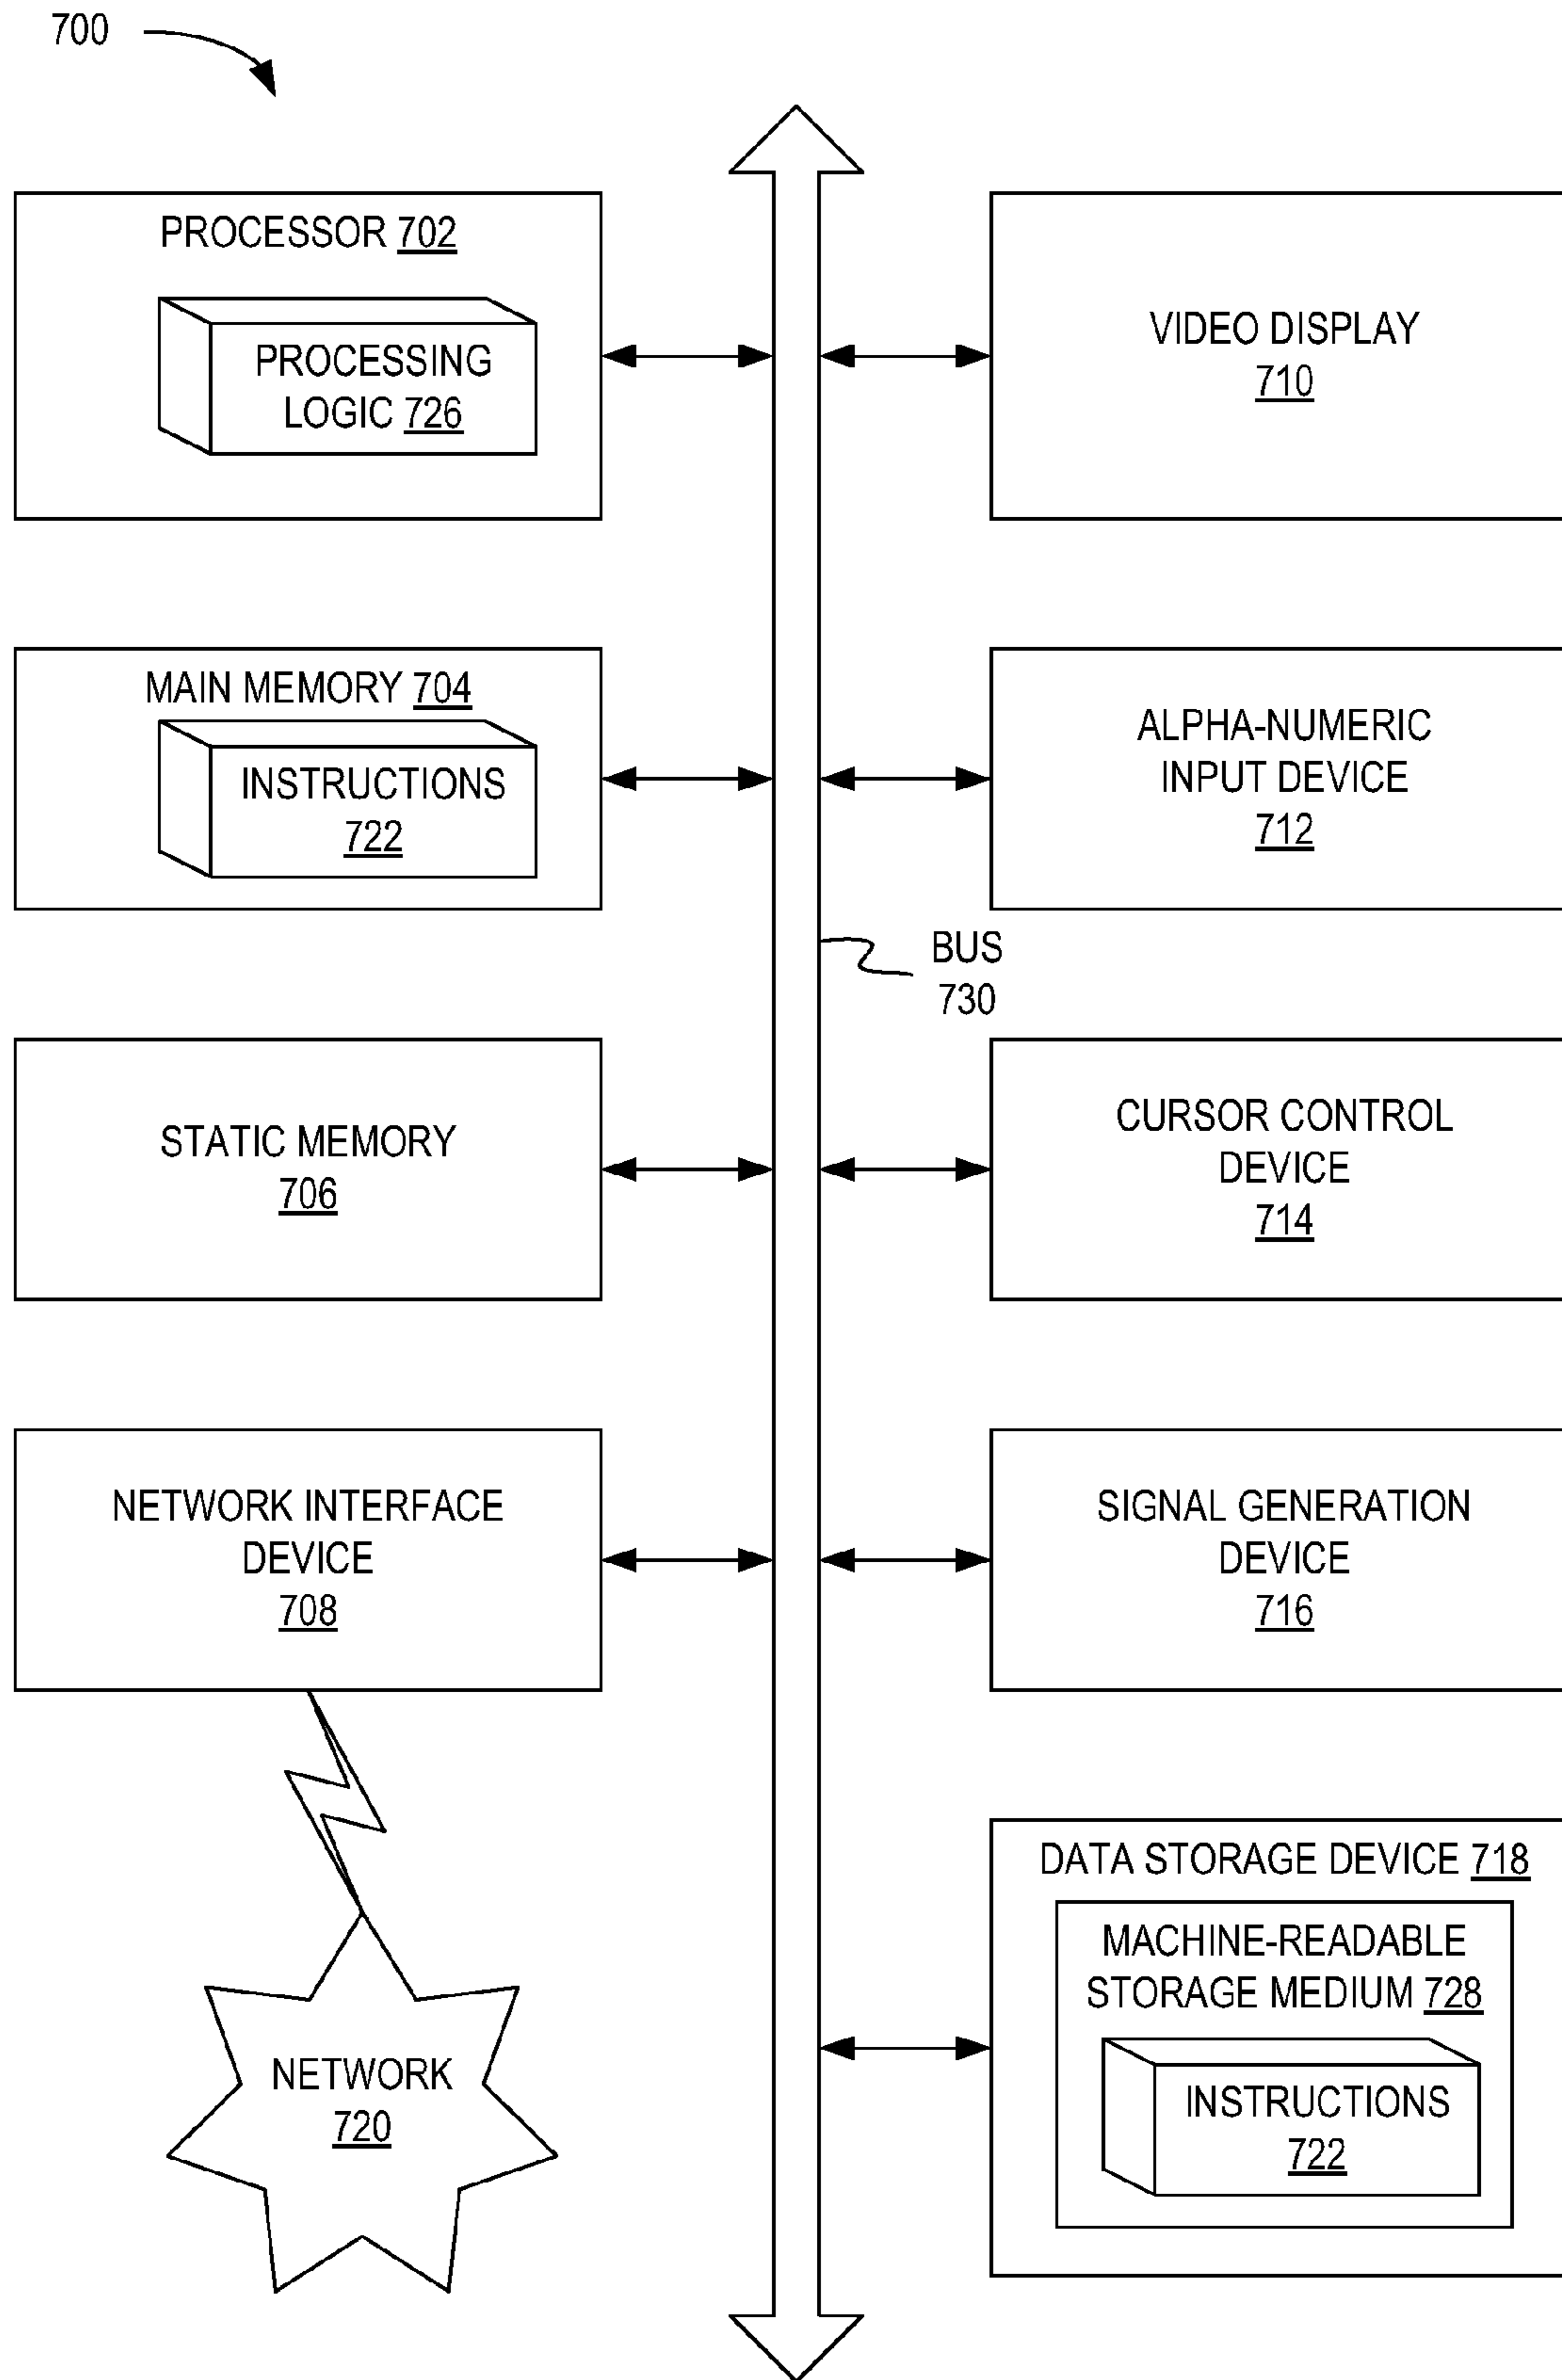 700
PROCESSOR 702
PROCESSING
LOGIC 726
VIDEO DISPLAY
710
MAIN MEMORY 704
INSTRUCTIONS
722
ALPHA-NUMERIC
INPUT DEVICE
712
BUS
730
STATIC MEMORY
706
CURSOR CONTROL
DEVICE
714
NETWORK INTERFACE
DEVICE
708
SIGNAL GENERATION
DEVICE
716
DATA STORAGE DEVICE 718
MACHINE-READABLE
STORAGE MEDIUM 728
INSTRUCTIONS
722
NETWORK
720